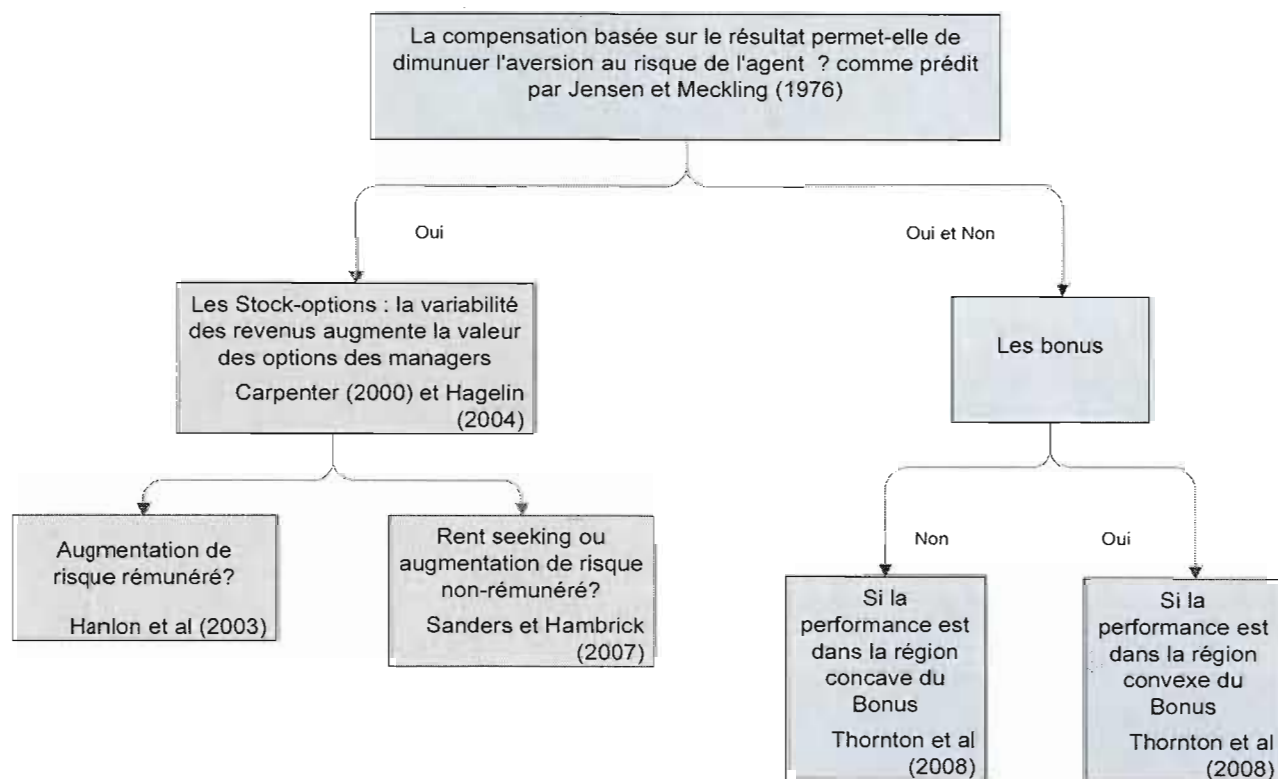 La compensation basée sur le résultat permet-elle de
dimunuer l'aversion au risque de l'agent ? comme prédit
par Jensen et Meckling (1976)
Oui
Oui et Non
Les Stock-options : la variabilité
des revenus augmente la valeur
des options des managers
Carpenter (2000) et Hagelin
(2004)
Les bonus
Augmentation de
risque rémunéré?
Hanlon et al (2003)
Rent seeking ou
augmentation de risque
non-rémunéré?
Sanders et Hambrick
(2007)
Non
Oui
Si la
performance est
dans la région
concave du
Bonus
Thornton et al
(2008)
Si la
performance est
dans la région
convexe du
Bonus
Thornton et al
(2008)